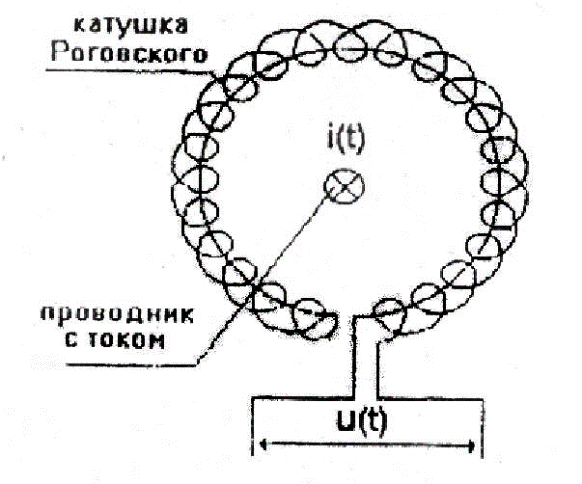 катушка
Роговского
i(t)
проводник
с током
u(t)